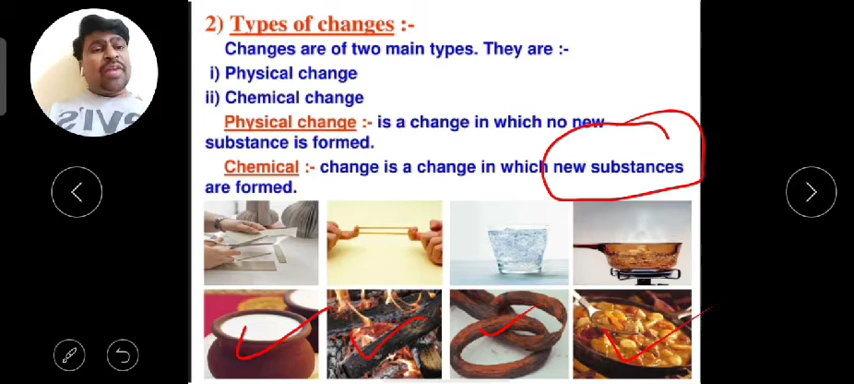 2) Types of changes :-
Changes are of two main types. They are :-
i) Physical change
ii) Chemical change
Physical change :- is a change in which no new
substance is formed.
Chemical :- change is a change in which new substances
are formed.